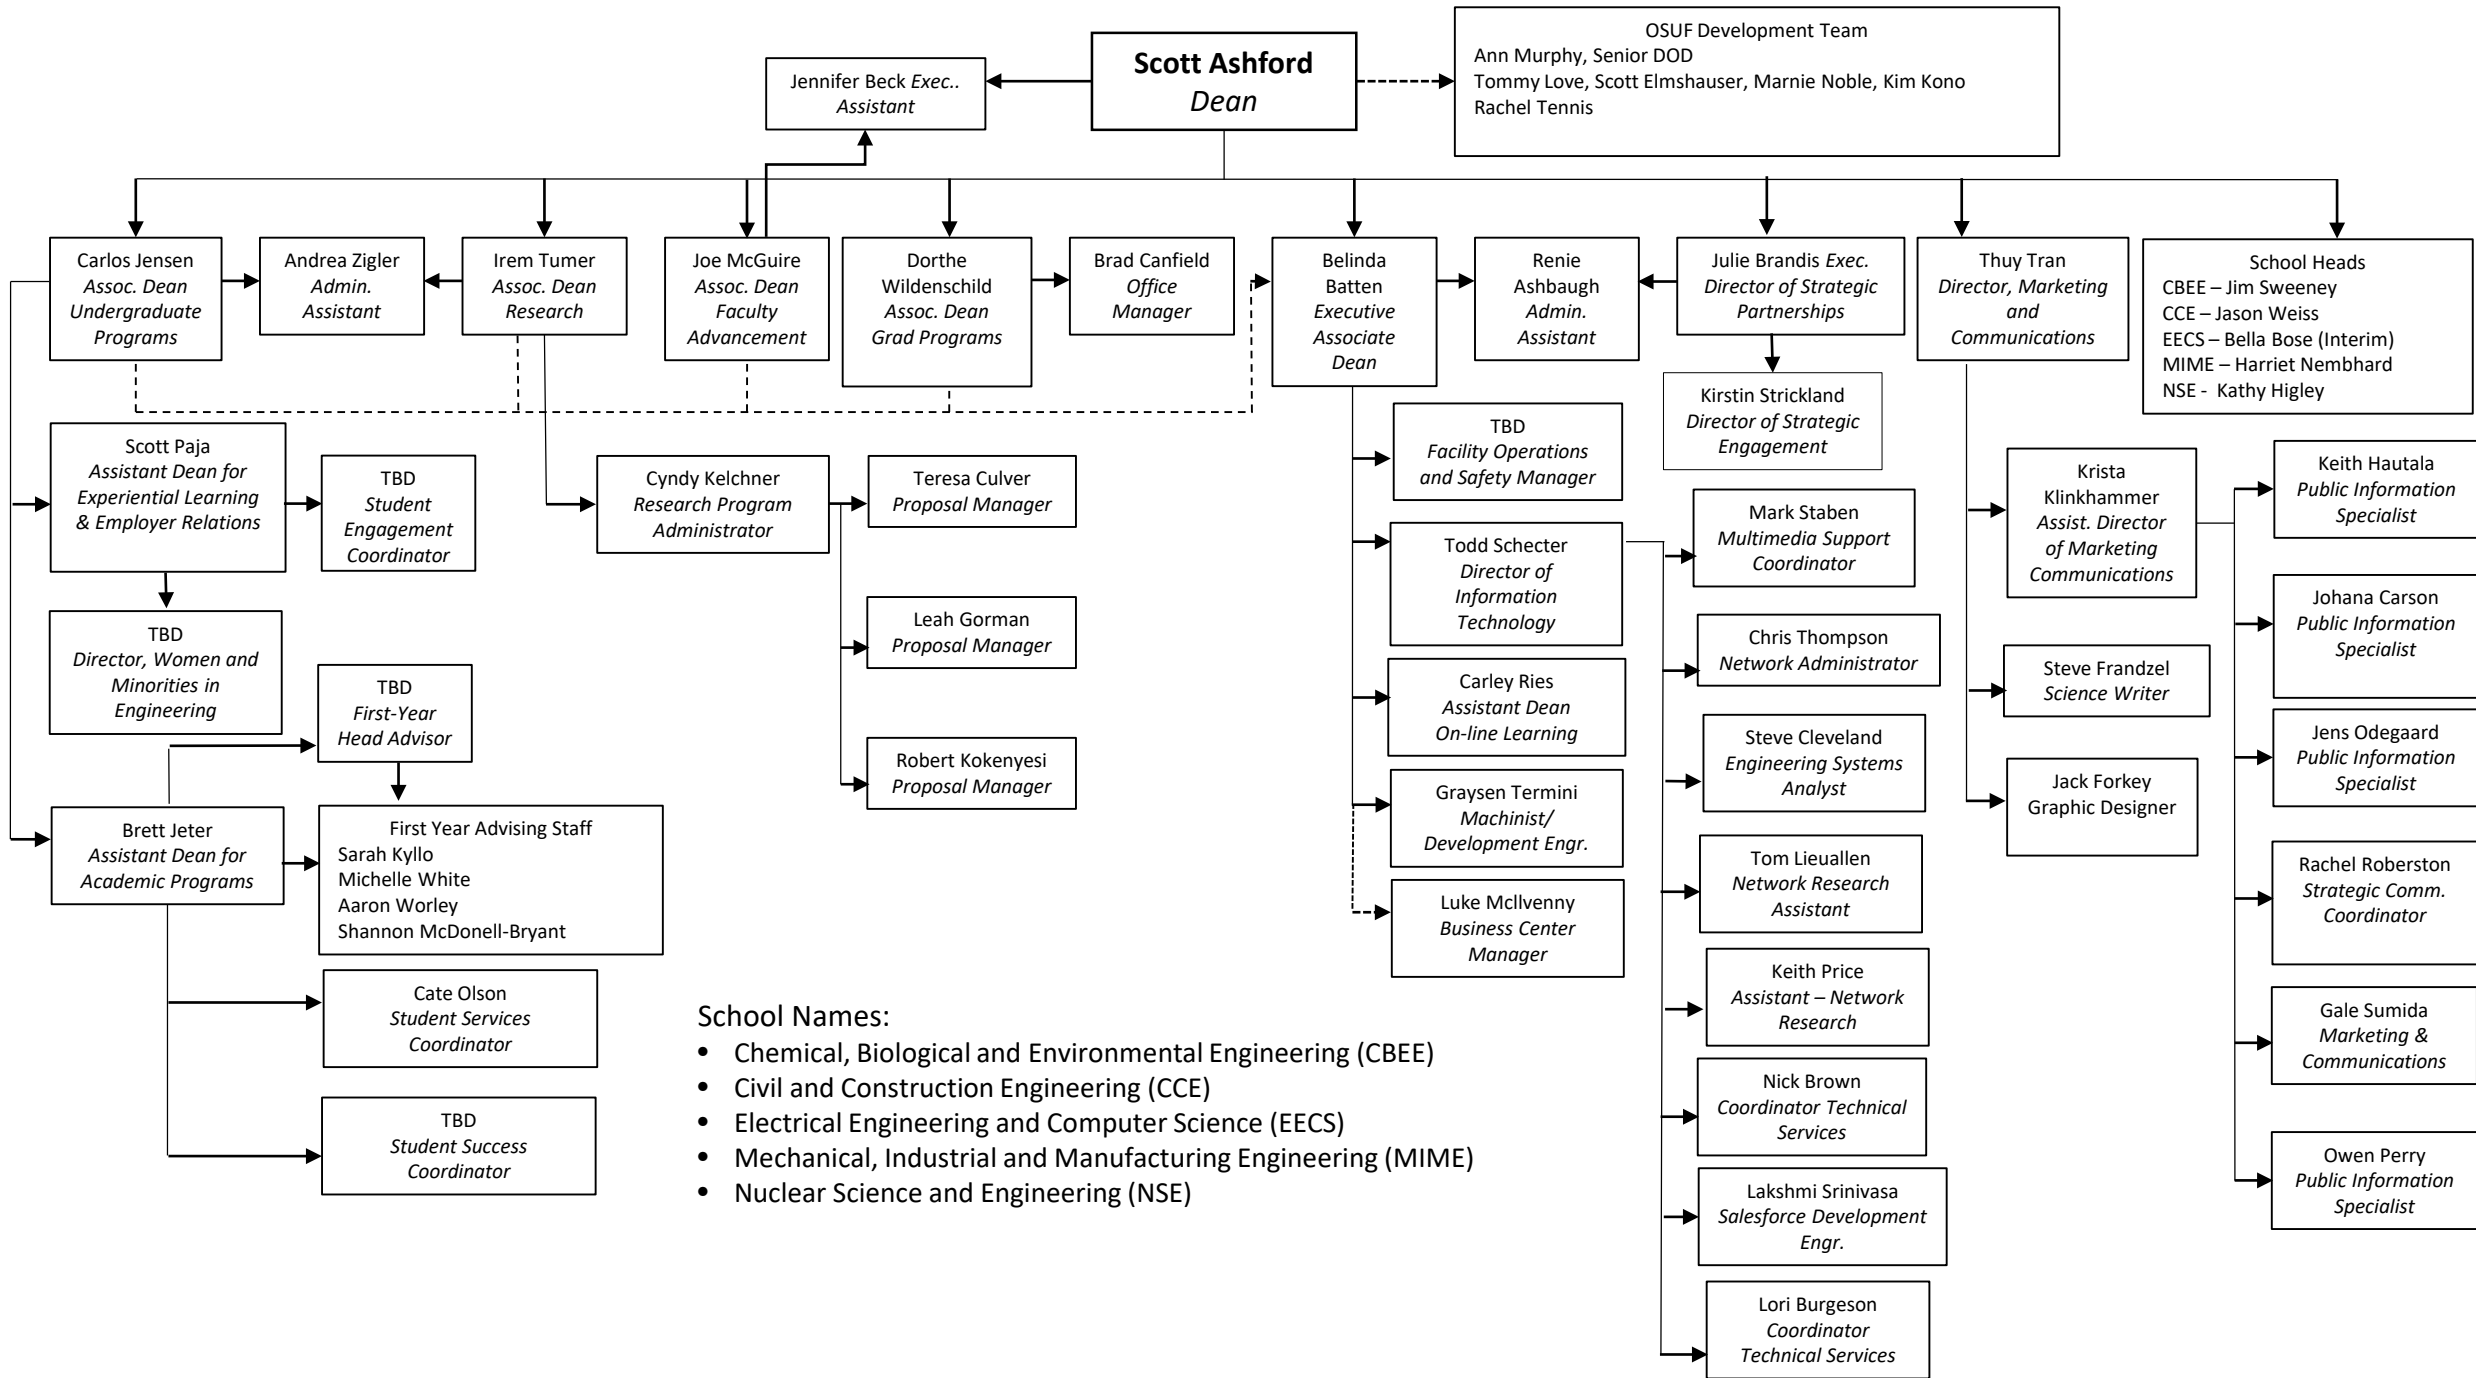 Scott Ashford
Dean
Jennifer Beck Exec..
Assistant
OSUF Development Team
Ann Murphy, Senior DOD
Tommy Love, Scott Elmshauser, Marnie Noble, Kim Kono
Rachel Tennis
Carlos Jensen
Assoc. Dean
Undergraduate
Programs
Andrea Zigler
Admin.
Assistant
Irem Tumer
Assoc. Dean
Research
Joe McGuire
Assoc. Dean
Faculty
Advancement
Dorthe
Wildenschild
Assoc. Dean
Grad Programs
Brad Canfield
Office
Manager
Belinda
Batten
Executive
Associate
Dean
Renie
Ashbaugh
Admin.
Assistant
Julie Brandis Exec.
Director of Strategic
Partnerships
Thuy Tran
Director, Marketing
and
Communications
School Heads
CBEE – Jim Sweeney
CCE – Jason Weiss
EECS – Bella Bose (Interim)
MIME – Harriet Nembhard
NSE -  Kathy Higley
Kirstin Strickland
Director of Strategic
Engagement
Scott Paja
Assistant Dean for
Experiential Learning
& Employer Relations
TBD
Student
Engagement
Coordinator
TBD
Director, Women and
Minorities in
Engineering
TBD
First-Year
Head Advisor
Brett Jeter
Assistant Dean for
Academic Programs
First Year Advising Staff
Sarah Kyllo
Michelle White
Aaron Worley
Shannon McDonell-Bryant
Cate Olson
Student Services
Coordinator
TBD
Student Success
Coordinator
Cyndy Kelchner
Research Program
Administrator
Teresa Culver
Proposal Manager
Leah Gorman
Proposal Manager
Robert Kokenyesi
Proposal Manager
TBD
Facility Operations
and Safety Manager
Todd Schecter
Director of
Information
Technology
Carley Ries
Assistant Dean
On-line Learning
Graysen Termini
Machinist/
Development Engr.
Luke McIlvenny
Business Center
Manager
Mark Staben
Multimedia Support
Coordinator
Chris Thompson
Network Administrator
Steve Cleveland
Engineering Systems
Analyst
Tom Lieuallen
Network Research
Assistant
Keith Price
Assistant – Network
Research
Nick Brown
Coordinator Technical
Services
Lakshmi Srinivasa
Salesforce Development
Engr.
Lori Burgeson
Coordinator
Technical Services
Krista
Klinkhammer
Assist. Director
of Marketing
Communications
Steve Frandzel
Science Writer
Jack Forkey
Graphic Designer
Keith Hautala
Public Information
Specialist
Johana Carson
Public Information
Specialist
Jens Odegaard
Public Information
Specialist
Rachel Roberston
Strategic Comm.
Coordinator
Gale Sumida
Marketing &
Communications
Owen Perry
Public Information
Specialist
School Names:
• Chemical, Biological and Environmental Engineering (CBEE)
• Civil and Construction Engineering (CCE)
• Electrical Engineering and Computer Science (EECS)
• Mechanical, Industrial and Manufacturing Engineering (MIME)
• Nuclear Science and Engineering (NSE)